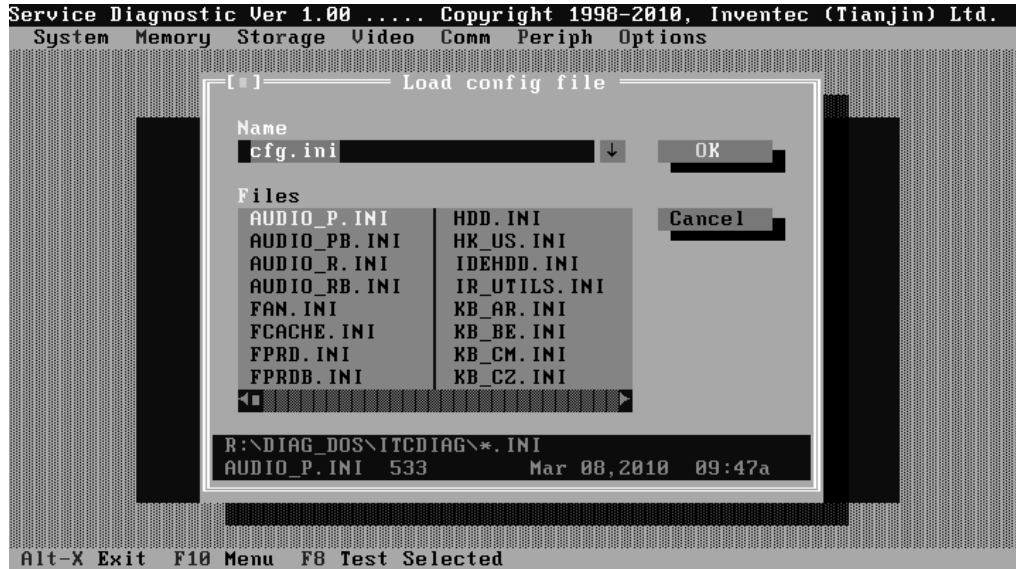 Service Diagnostic Ver 1.00 ..... Copyright 1998-2010, Inventec (Tianjin) Ltd.
System Memory Storage Video Comm Periph Options
Load config file
Name
cfg.ini
OK
Files
Cancel
AUDIO_P.INI HDD.INI
AUDIO_PB.INI HK_US.INI
AUDIO_R.INI IDEHDD.INI
AUDIO_RB.INI IR_UTILS.INI
FAN.INI KB_AR.INI
FCACHE.INI KB_BE.INI
FPRD.INI KB_CM.INI
FPRDB.INI KB_CZ.INI
R:\DIAG_DOS\ITCDIAG\*.INI
AUDIO_P.INI 533 Mar 08,2010 09:47a
Alt-X Exit F10 Menu F8 Test Selected